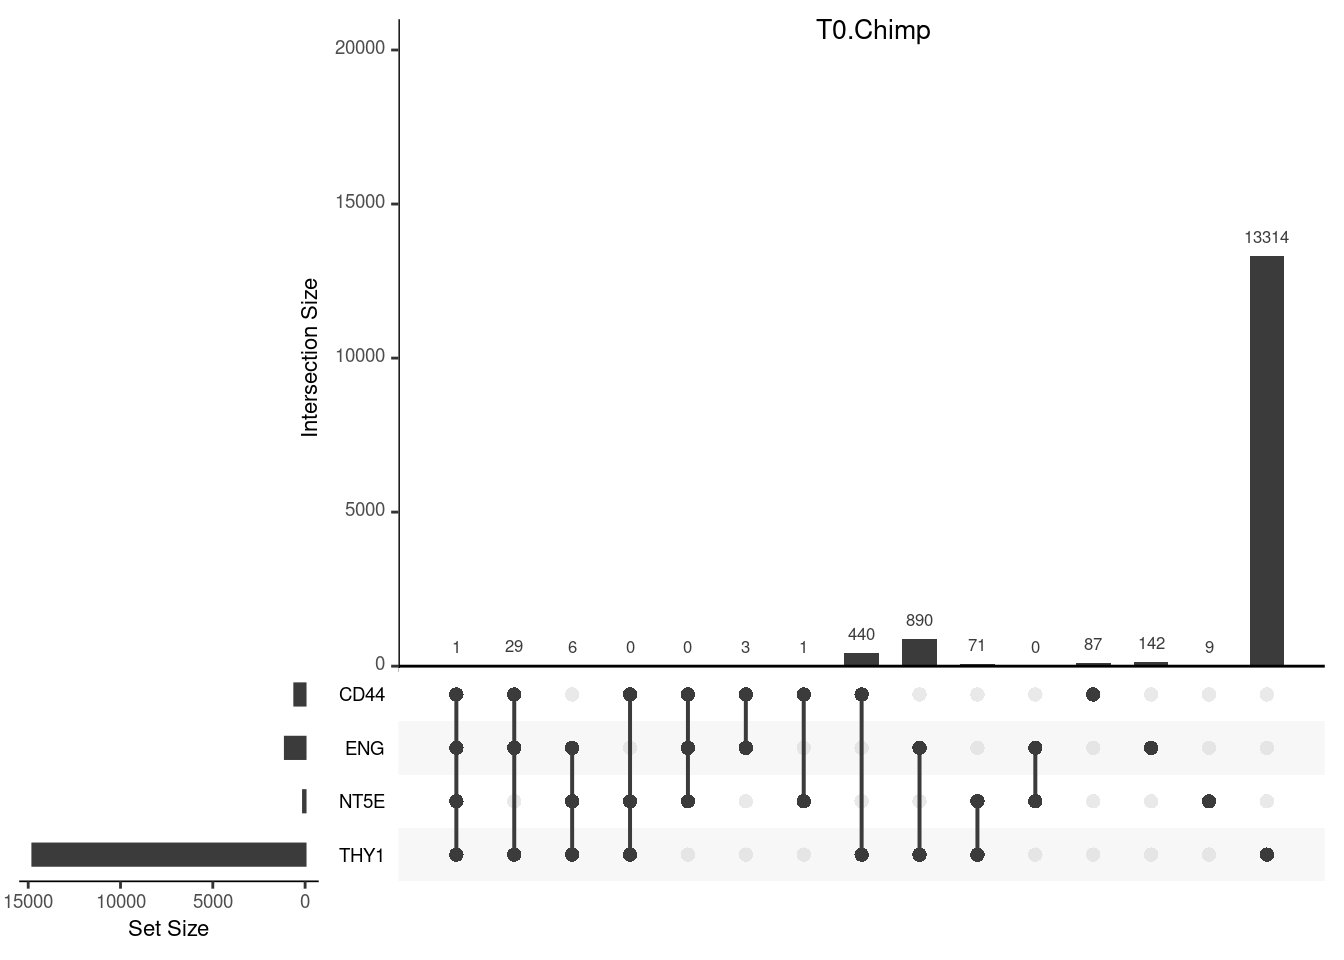 T0.Chimp
20000
15000
10000
5000
0
Intersection Size
13314
1 29 6 0 0 3 1 440 890 71 0 87 142 9
CD44
ENG
NT5E
THY1
15000 10000 5000 0
Set Size